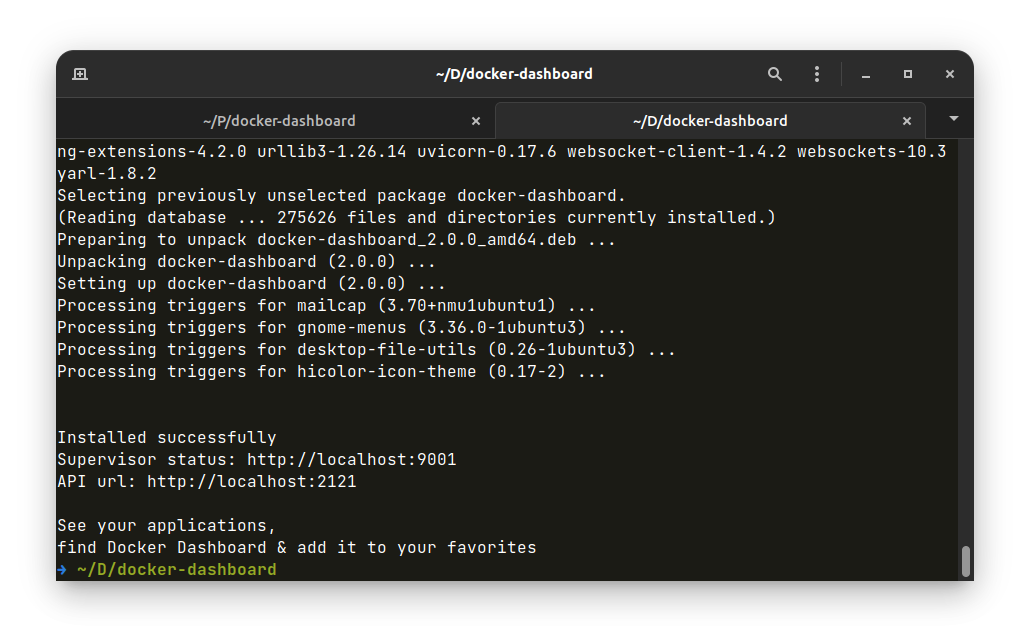 ~/D/docker-dashboard
~/P/docker-dashboard
~/D/docker-dashboard
ng-extensions-4.2.0 urllib3-1.26.14 uvicorn-0.17.6 websocket-client-1.4.2 websockets-10.3
yarl-1.8.2
Selecting previously unselected package docker-dashboard.
(Reading database ... 275626 files and directories currently installed.)
Preparing to unpack docker-dashboard_2.0.0_amd64.deb ...
Unpacking docker-dashboard (2.0.0) ...
Setting up docker-dashboard (2.0.0) ...
Processing triggers for mailcap (3.70+nmu1ubuntu1) ...
Processing triggers for gnome-menus (3.36.0-1ubuntu3) ...
Processing triggers for desktop-file-utils (0.26-1ubuntu3) ...
Processing triggers for hicolor-icon-theme (0.17-2) ...
Installed successfully
Supervisor status: http://localhost:9001
API url: http://localhost:2121
See your applications,
find Docker Dashboard & add it to your favorites
→ ~/D/docker-dashboard